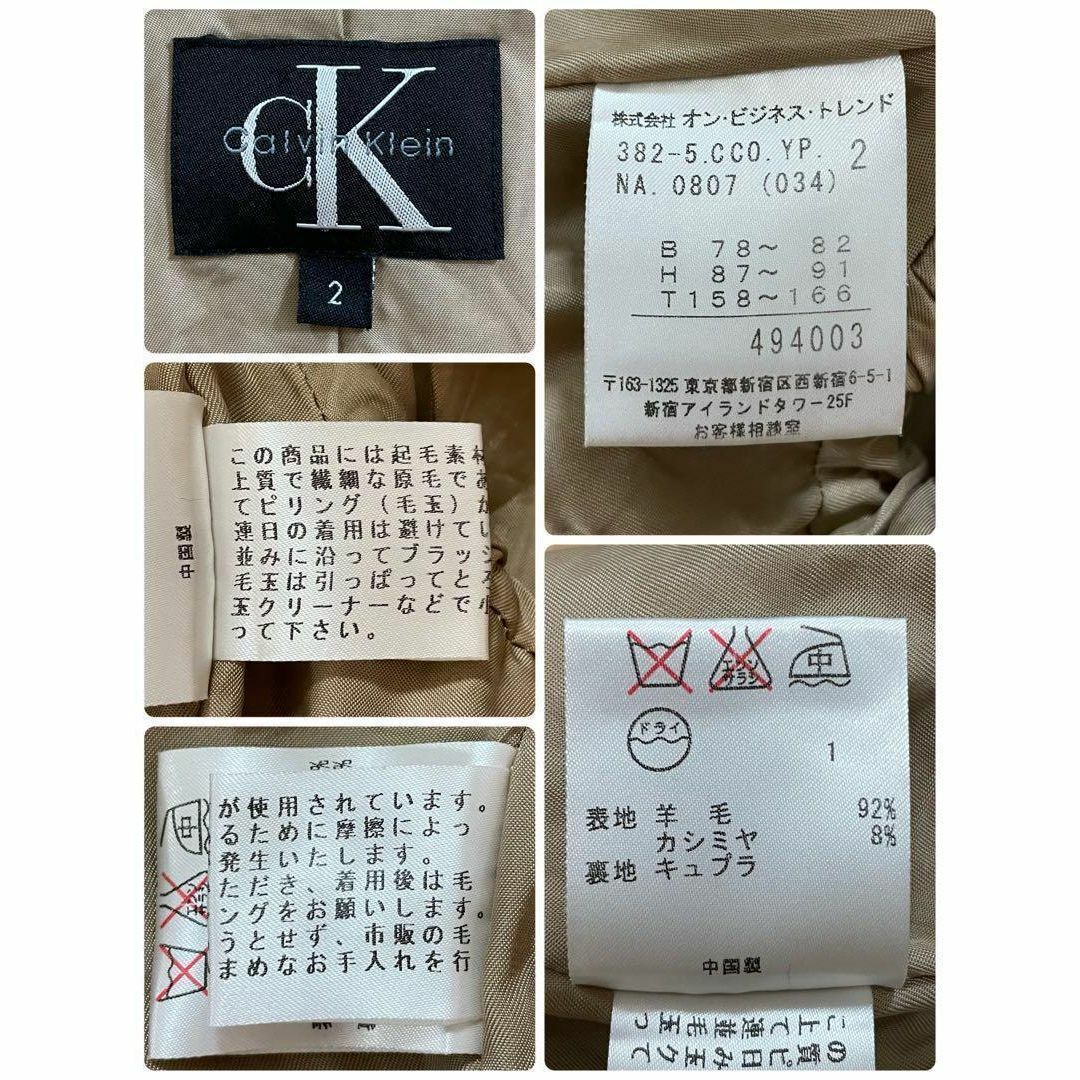 cK
Calvin Klein
2
株式会社 オン・ビジネス・トレンド
382-5.CCO.YP. 2
NA. 0807 (034)
B 78～ 82
H 87～ 91
T 158～166
494003
〒163-1325 東京都新宿区西新宿6-5-1
新宿アイランドタワー25F
お客様相談室
中国製
この商品には起毛素材
上質で繊細な原毛であ
てピリング（毛玉）が
連日の着用は避けてい
並みに沿ってブラッシ
毛玉は引っぱってと
玉クリーナーなどで
って下さい。
エンソサラシ
中
ドライ
1
表地 羊毛 92%
カシミヤ 8%
裏地 キュプラ
中国製
が使用されています。
るために摩擦によっ
発生いたします。
ただき、着用後は毛
ングをお願いします。
うとせず、市販の毛
まめなお手入れを行
中